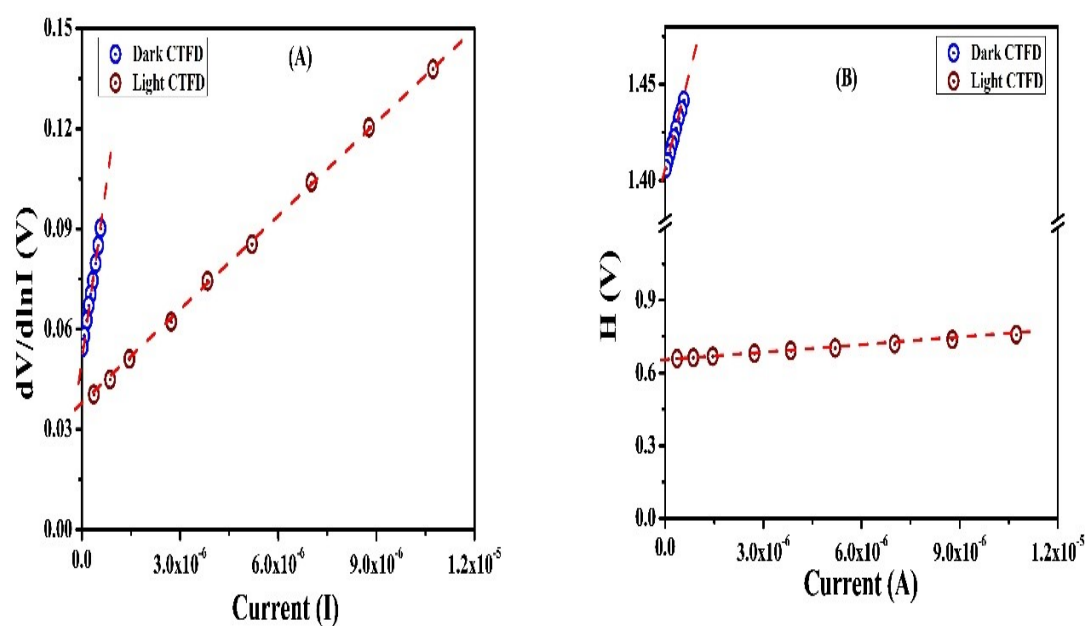 (A)
Dark CTFD
Light CTFD
dV/dlnI (V)
0.15
0.12
0.09
0.06
0.03
0.00
0.0
3.0x10⁻⁶
6.0x10⁻⁶
9.0x10⁻⁶
1.2x10⁻⁵
Current (I)
(B)
Dark CTFD
Light CTFD
H (V)
1.45
1.40
0.9
0.6
0.3
0.0
0.0
3.0x10⁻⁶
6.0x10⁻⁶
9.0x10⁻⁶
1.2x10⁻⁵
Current (A)